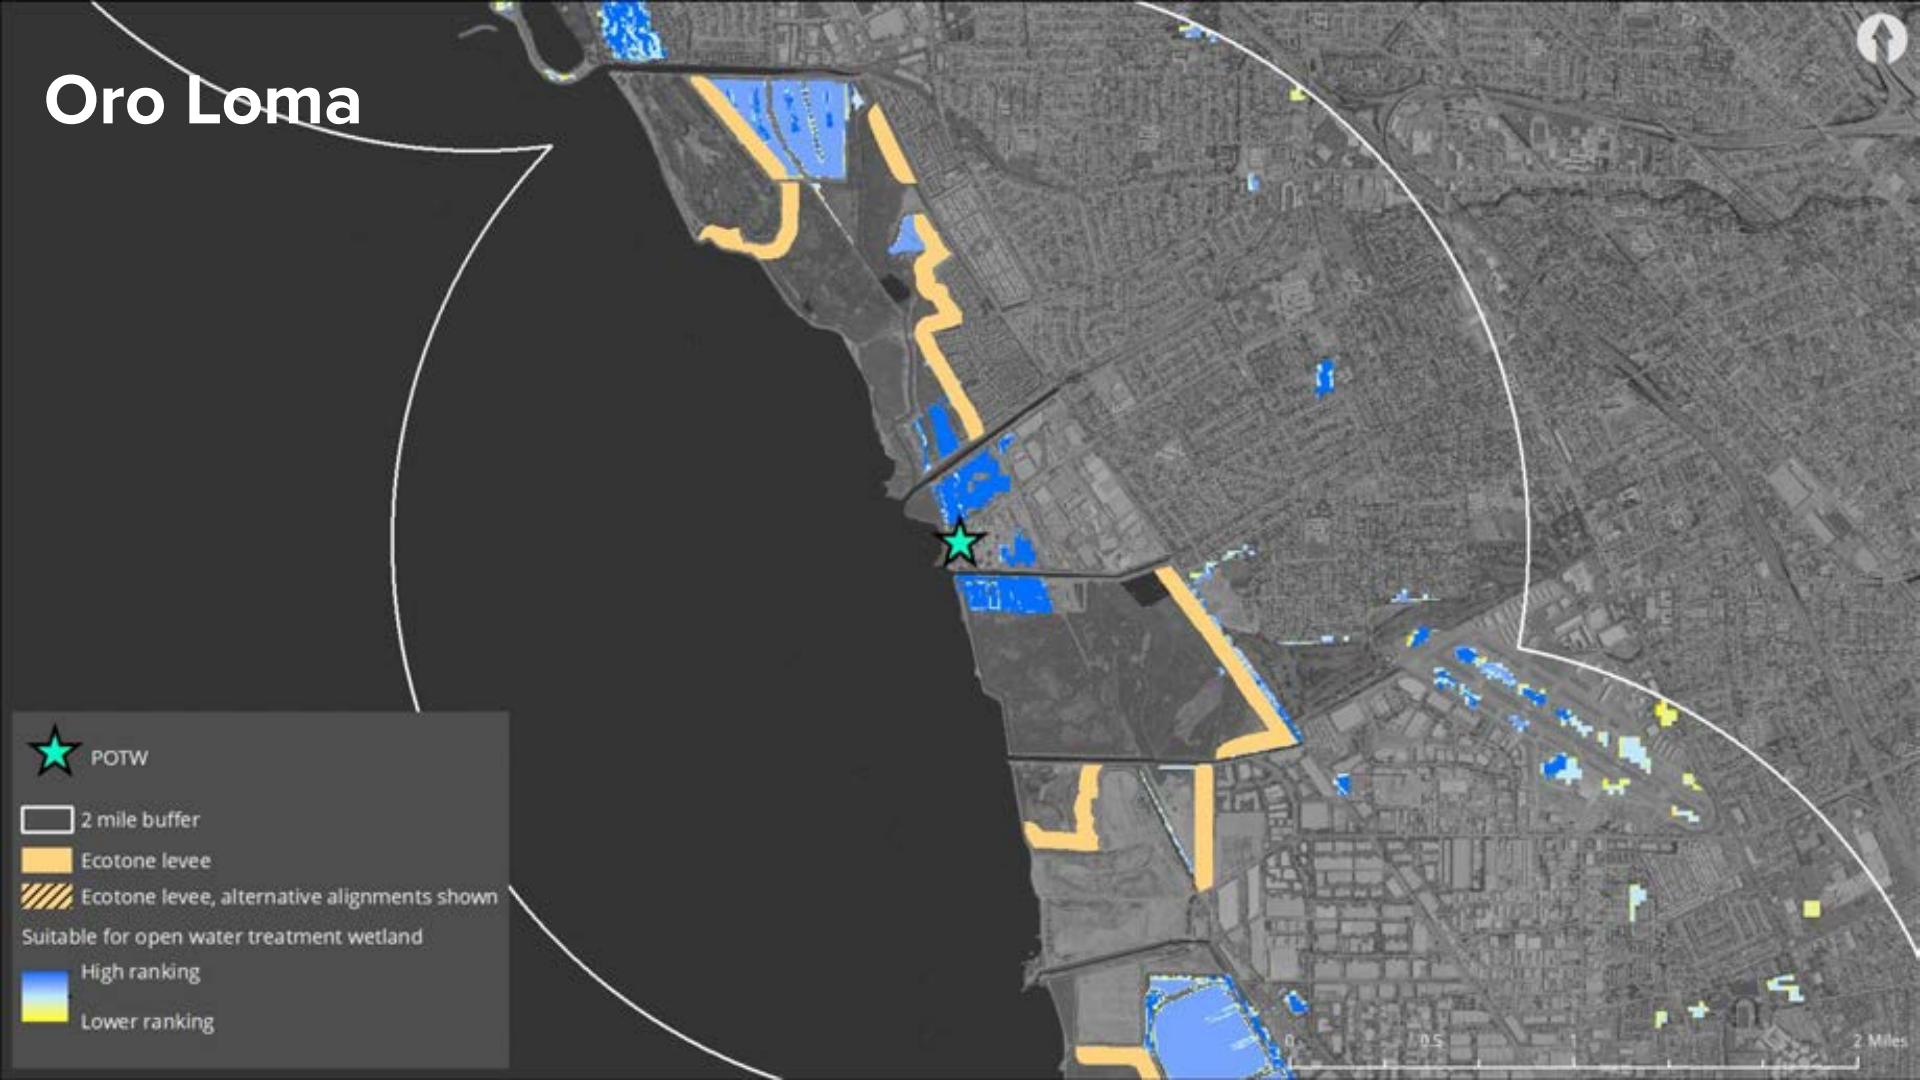 Oro Loma
POTW
2 mile buffer
Ecotone levee
Ecotone levee, alternative alignments shown
Suitable for open water treatment wetland
High ranking
Lower ranking
0 0.5 1 2 Miles